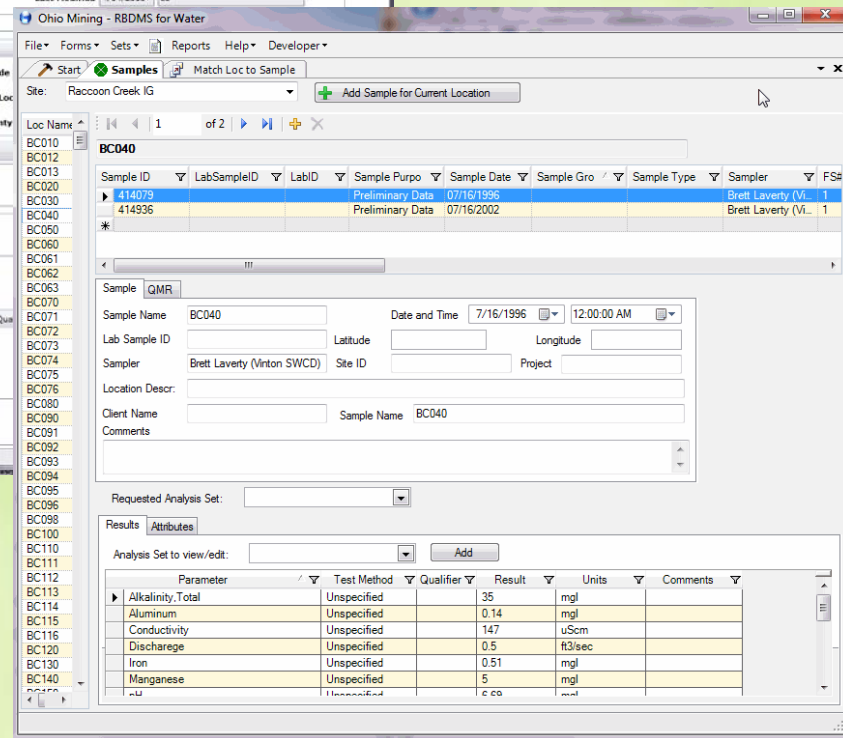 Ohio Mining - RBDMS for Water
File Forms Sets Reports Help Developer
Start Samples Match Loc to Sample
Site: Raccoon Creek IG Add Sample for Current Location
Loc Name 1 of 2
BC040
Sample ID LabSampleID LabID Sample Purpo Sample Date Sample Gro Sample Type Sampler FS#
414079 Preliminary Data 07/16/1996 Brett Laverty (Vi... 1
414936 Preliminary Data 07/16/2002 Brett Laverty (Vi... 1
BC010
BC012
BC013
BC020
BC030
BC040
BC050
BC060
BC061
BC062
BC063
BC070
BC071
BC072
BC073
BC074
BC075
BC076
BC080
BC090
BC091
BC092
BC093
BC094
BC095
BC096
BC098
BC100
BC110
BC111
BC112
BC113
BC114
BC115
BC116
BC120
BC130
BC140
Sample QMR
Sample Name BC040 Date and Time 7/16/1996 12:00:00 AM
Lab Sample ID Latitude Longitude
Sampler Brett Laverty (Vinton SWCD) Site ID Project
Location Descr:
Client Name Sample Name BC040
Comments
Requested Analysis Set:
Results Attributes
Analysis Set to view/edit: Add
Parameter Test Method Qualifier Result Units Comments
Alkalinity,Total Unspecified 35 mgl
Aluminum Unspecified 0.14 mgl
Conductivity Unspecified 147 uScm
Discharege Unspecified 0.5 ft3/sec
Iron Unspecified 0.51 mgl
Manganese Unspecified 5 mgl
pH Unspecified 6.69 mgl